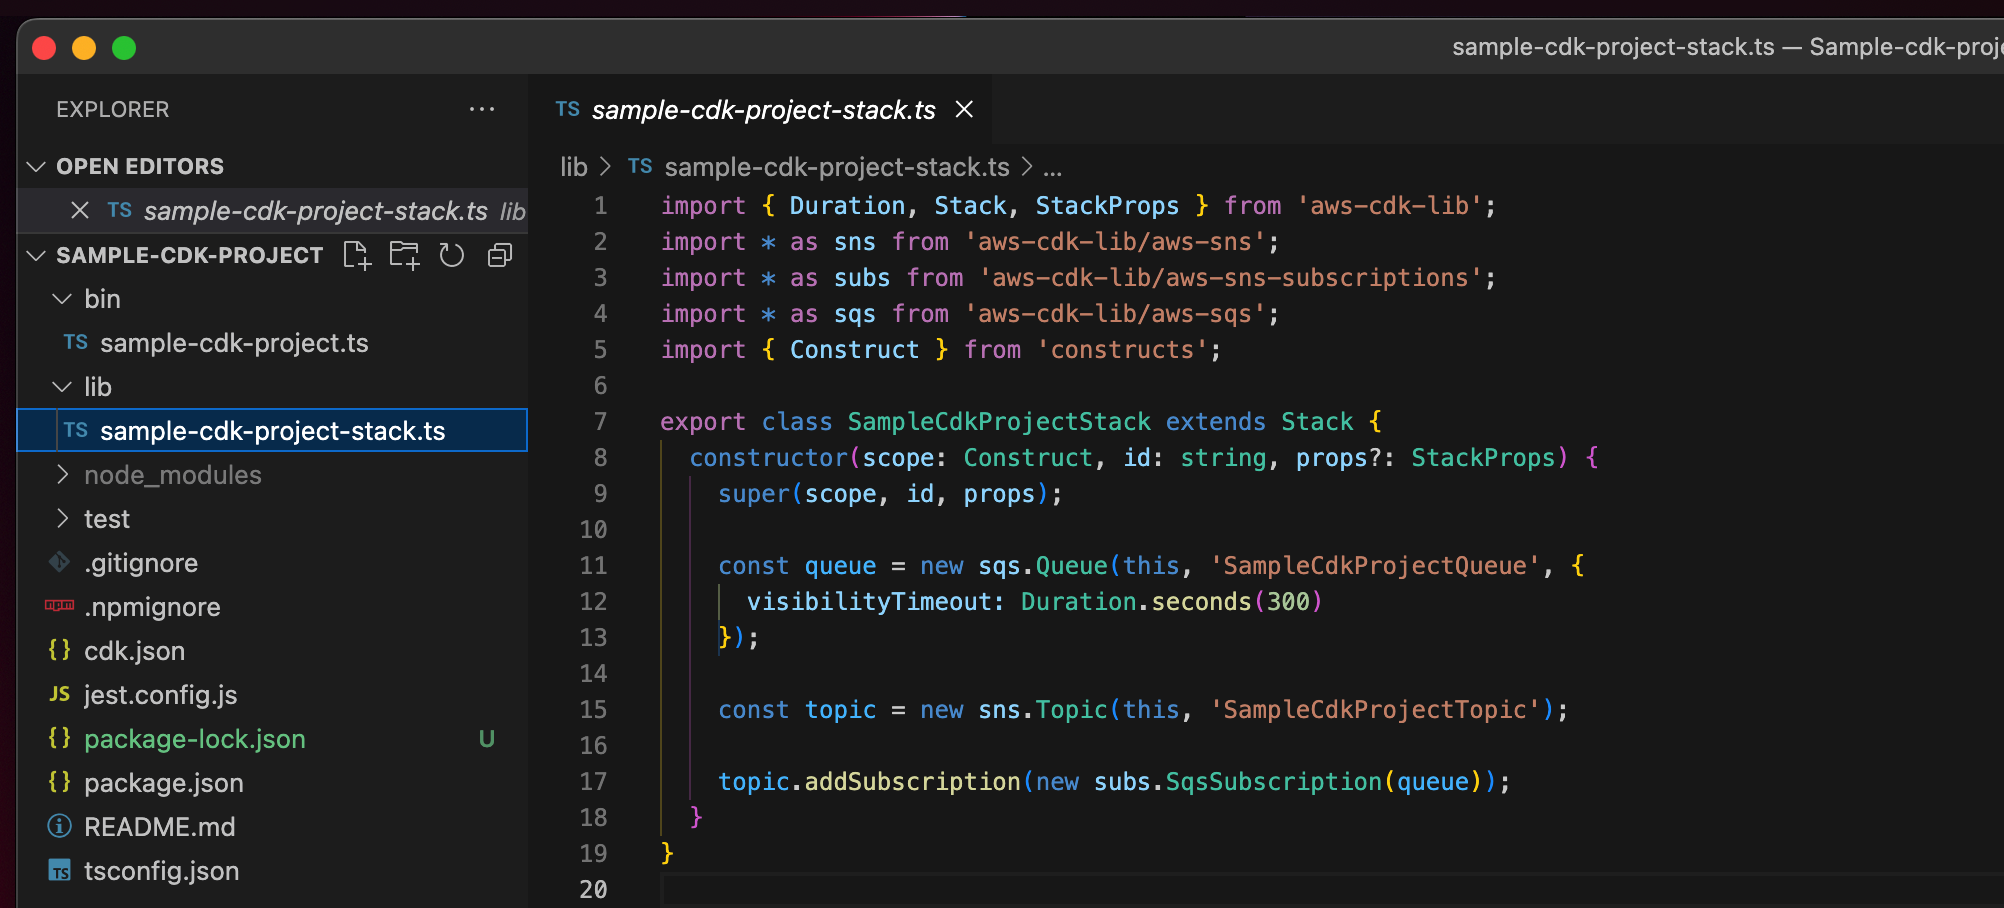 sample-cdk-project-stack.ts — Sample-cdk-proje
EXPLORER ...
OPEN EDITORS
TS sample-cdk-project-stack.ts lib
SAMPLE-CDK-PROJECT
bin
TS sample-cdk-project.ts
lib
TS sample-cdk-project-stack.ts
node_modules
test
.gitignore
npm .npmignore
{} cdk.json
JS jest.config.js
{} package-lock.json U
{} package.json
README.md
TS tsconfig.json
TS sample-cdk-project-stack.ts
lib > TS sample-cdk-project-stack.ts > ...
1 import { Duration, Stack, StackProps } from 'aws-cdk-lib';
2 import * as sns from 'aws-cdk-lib/aws-sns';
3 import * as subs from 'aws-cdk-lib/aws-sns-subscriptions';
4 import * as sqs from 'aws-cdk-lib/aws-sqs';
5 import { Construct } from 'constructs';
6
7 export class SampleCdkProjectStack extends Stack {
8   constructor(scope: Construct, id: string, props?: StackProps) {
9     super(scope, id, props);
10
11     const queue = new sqs.Queue(this, 'SampleCdkProjectQueue', {
12       visibilityTimeout: Duration.seconds(300)
13     });
14
15     const topic = new sns.Topic(this, 'SampleCdkProjectTopic');
16
17     topic.addSubscription(new subs.SqsSubscription(queue));
18   }
19 }
20